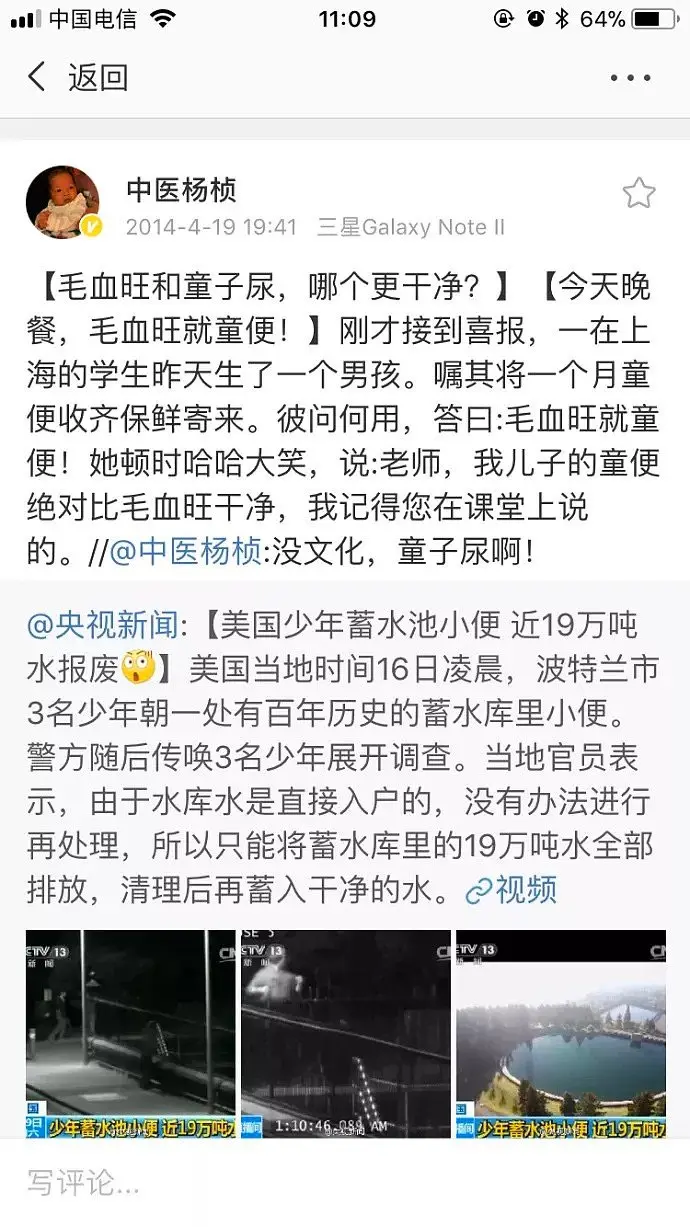 中国电信 11:09 64%
返回
中医杨桢
2014-4-19 19:41 三星Galaxy Note II
【毛血旺和童子尿，哪个更干净？】【今天晚
餐，毛血旺就童便！】刚才接到喜报，一在上
海的学生昨天生了一个男孩。嘱其将一个月童
便收齐保鲜寄来。彼问何用，答曰:毛血旺就童
便！她顿时哈哈大笑，说:老师，我儿子的童便
绝对比毛血旺干净，我记得您在课堂上说
的。//@中医杨桢:没文化，童子尿啊！
@央视新闻:【美国少年蓄水池小便 近19万吨
水报废】美国当地时间16日凌晨，波特兰市
3名少年朝一处有百年历史的蓄水库里小便。
警方随后传唤3名少年展开调查。当地官员表
示，由于水库水是直接入户的，没有办法进行
再处理，所以只能将蓄水库里的19万吨水全部
排放，清理后再蓄入干净的水。视频
CTV 13
新闻
少年蓄水池小便 近19万吨水
CTV 13
新闻
1:10:46.089 AM
CTV 13
少年蓄水池小便 近19万吨水
写评论...